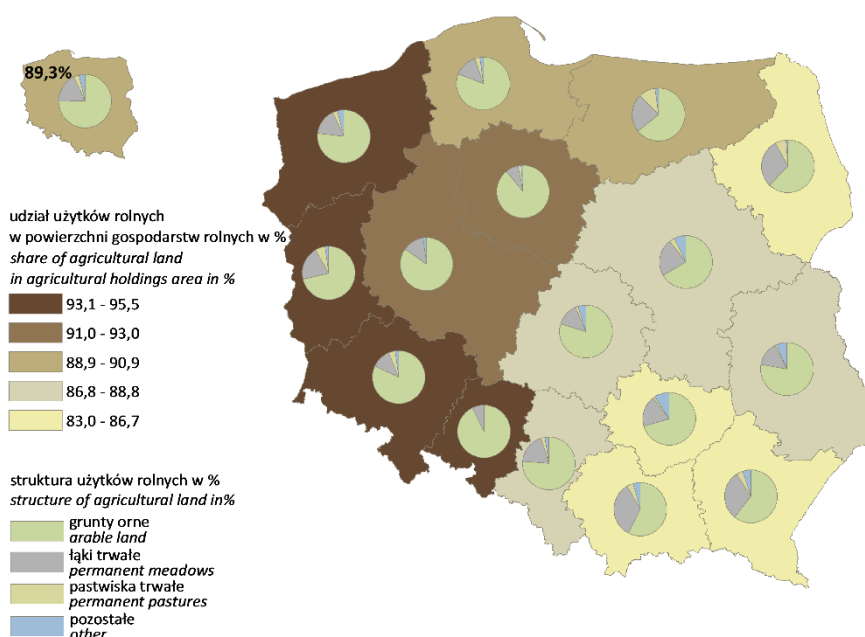 89,3%
udział użytków rolnych
w powierzchni gospodarstw rolnych w %
share of agricultural land
in agricultural holdings area in %
93,1 - 95,5
91,0 - 93,0
88,9 - 90,9
86,8 - 88,8
83,0 - 86,7
struktura użytków rolnych w %
structure of agricultural land in%
grunty orne
arable land
łąki trwałe
permanent meadows
pastwiska trwałe
permanent pastures
pozostałe
other